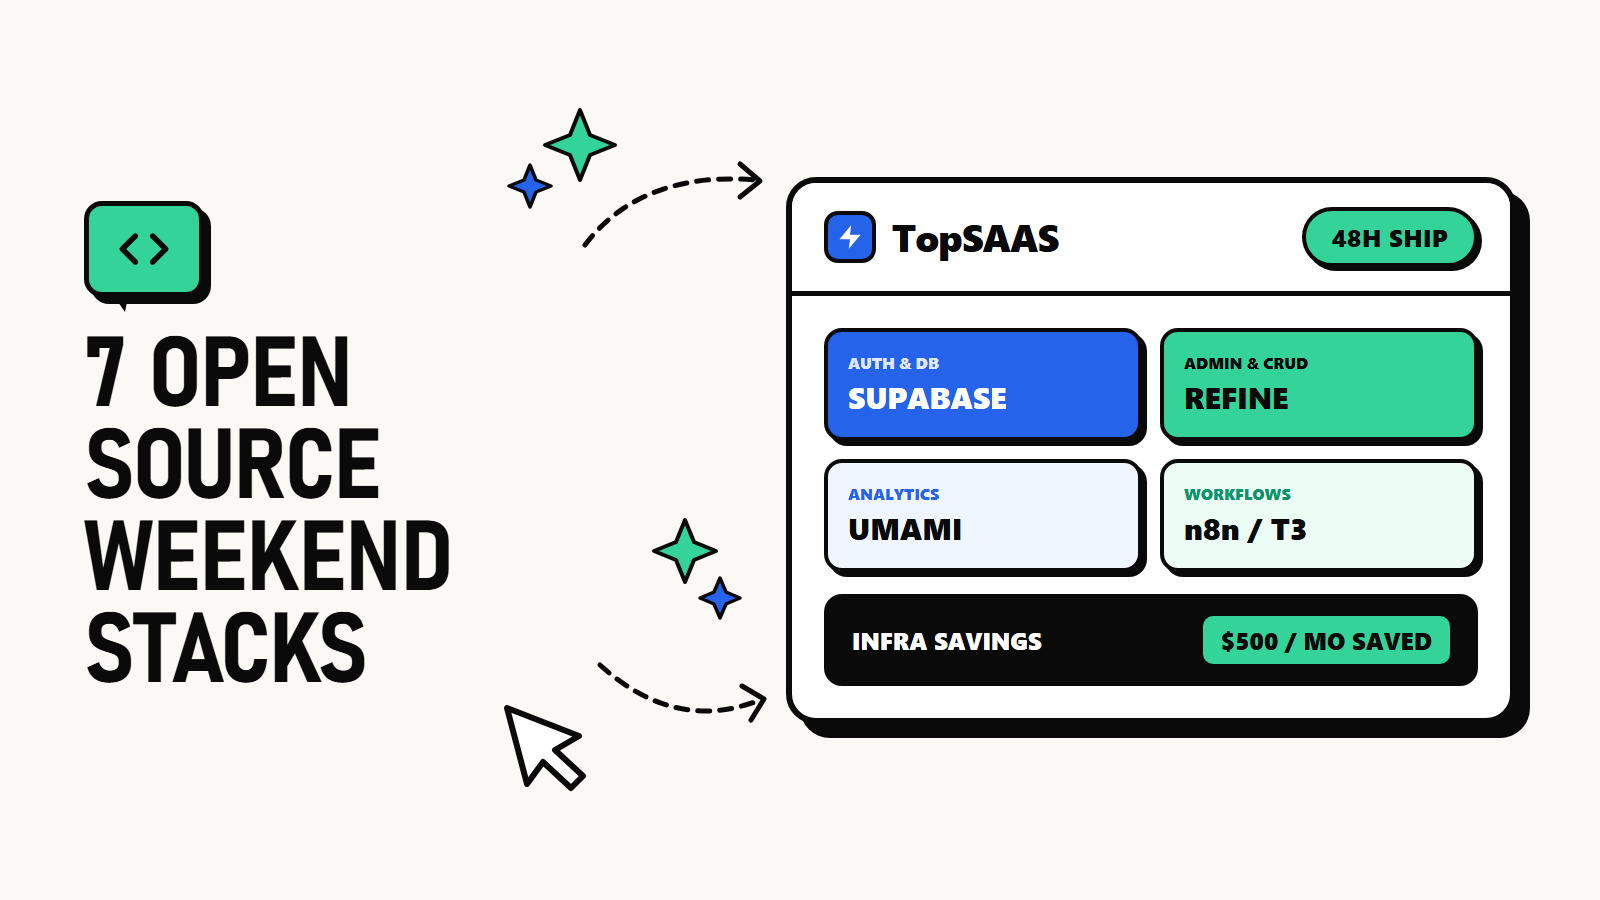 7 OPEN
SOURCE
WEEKEND
STACKS
TopSAAS
48H SHIP
AUTH & DB
SUPABASE
ADMIN & CRUD
REFINE
ANALYTICS
UMAMI
WORKFLOWS
n8n / T3
INFRA SAVINGS
$500 / MO SAVED